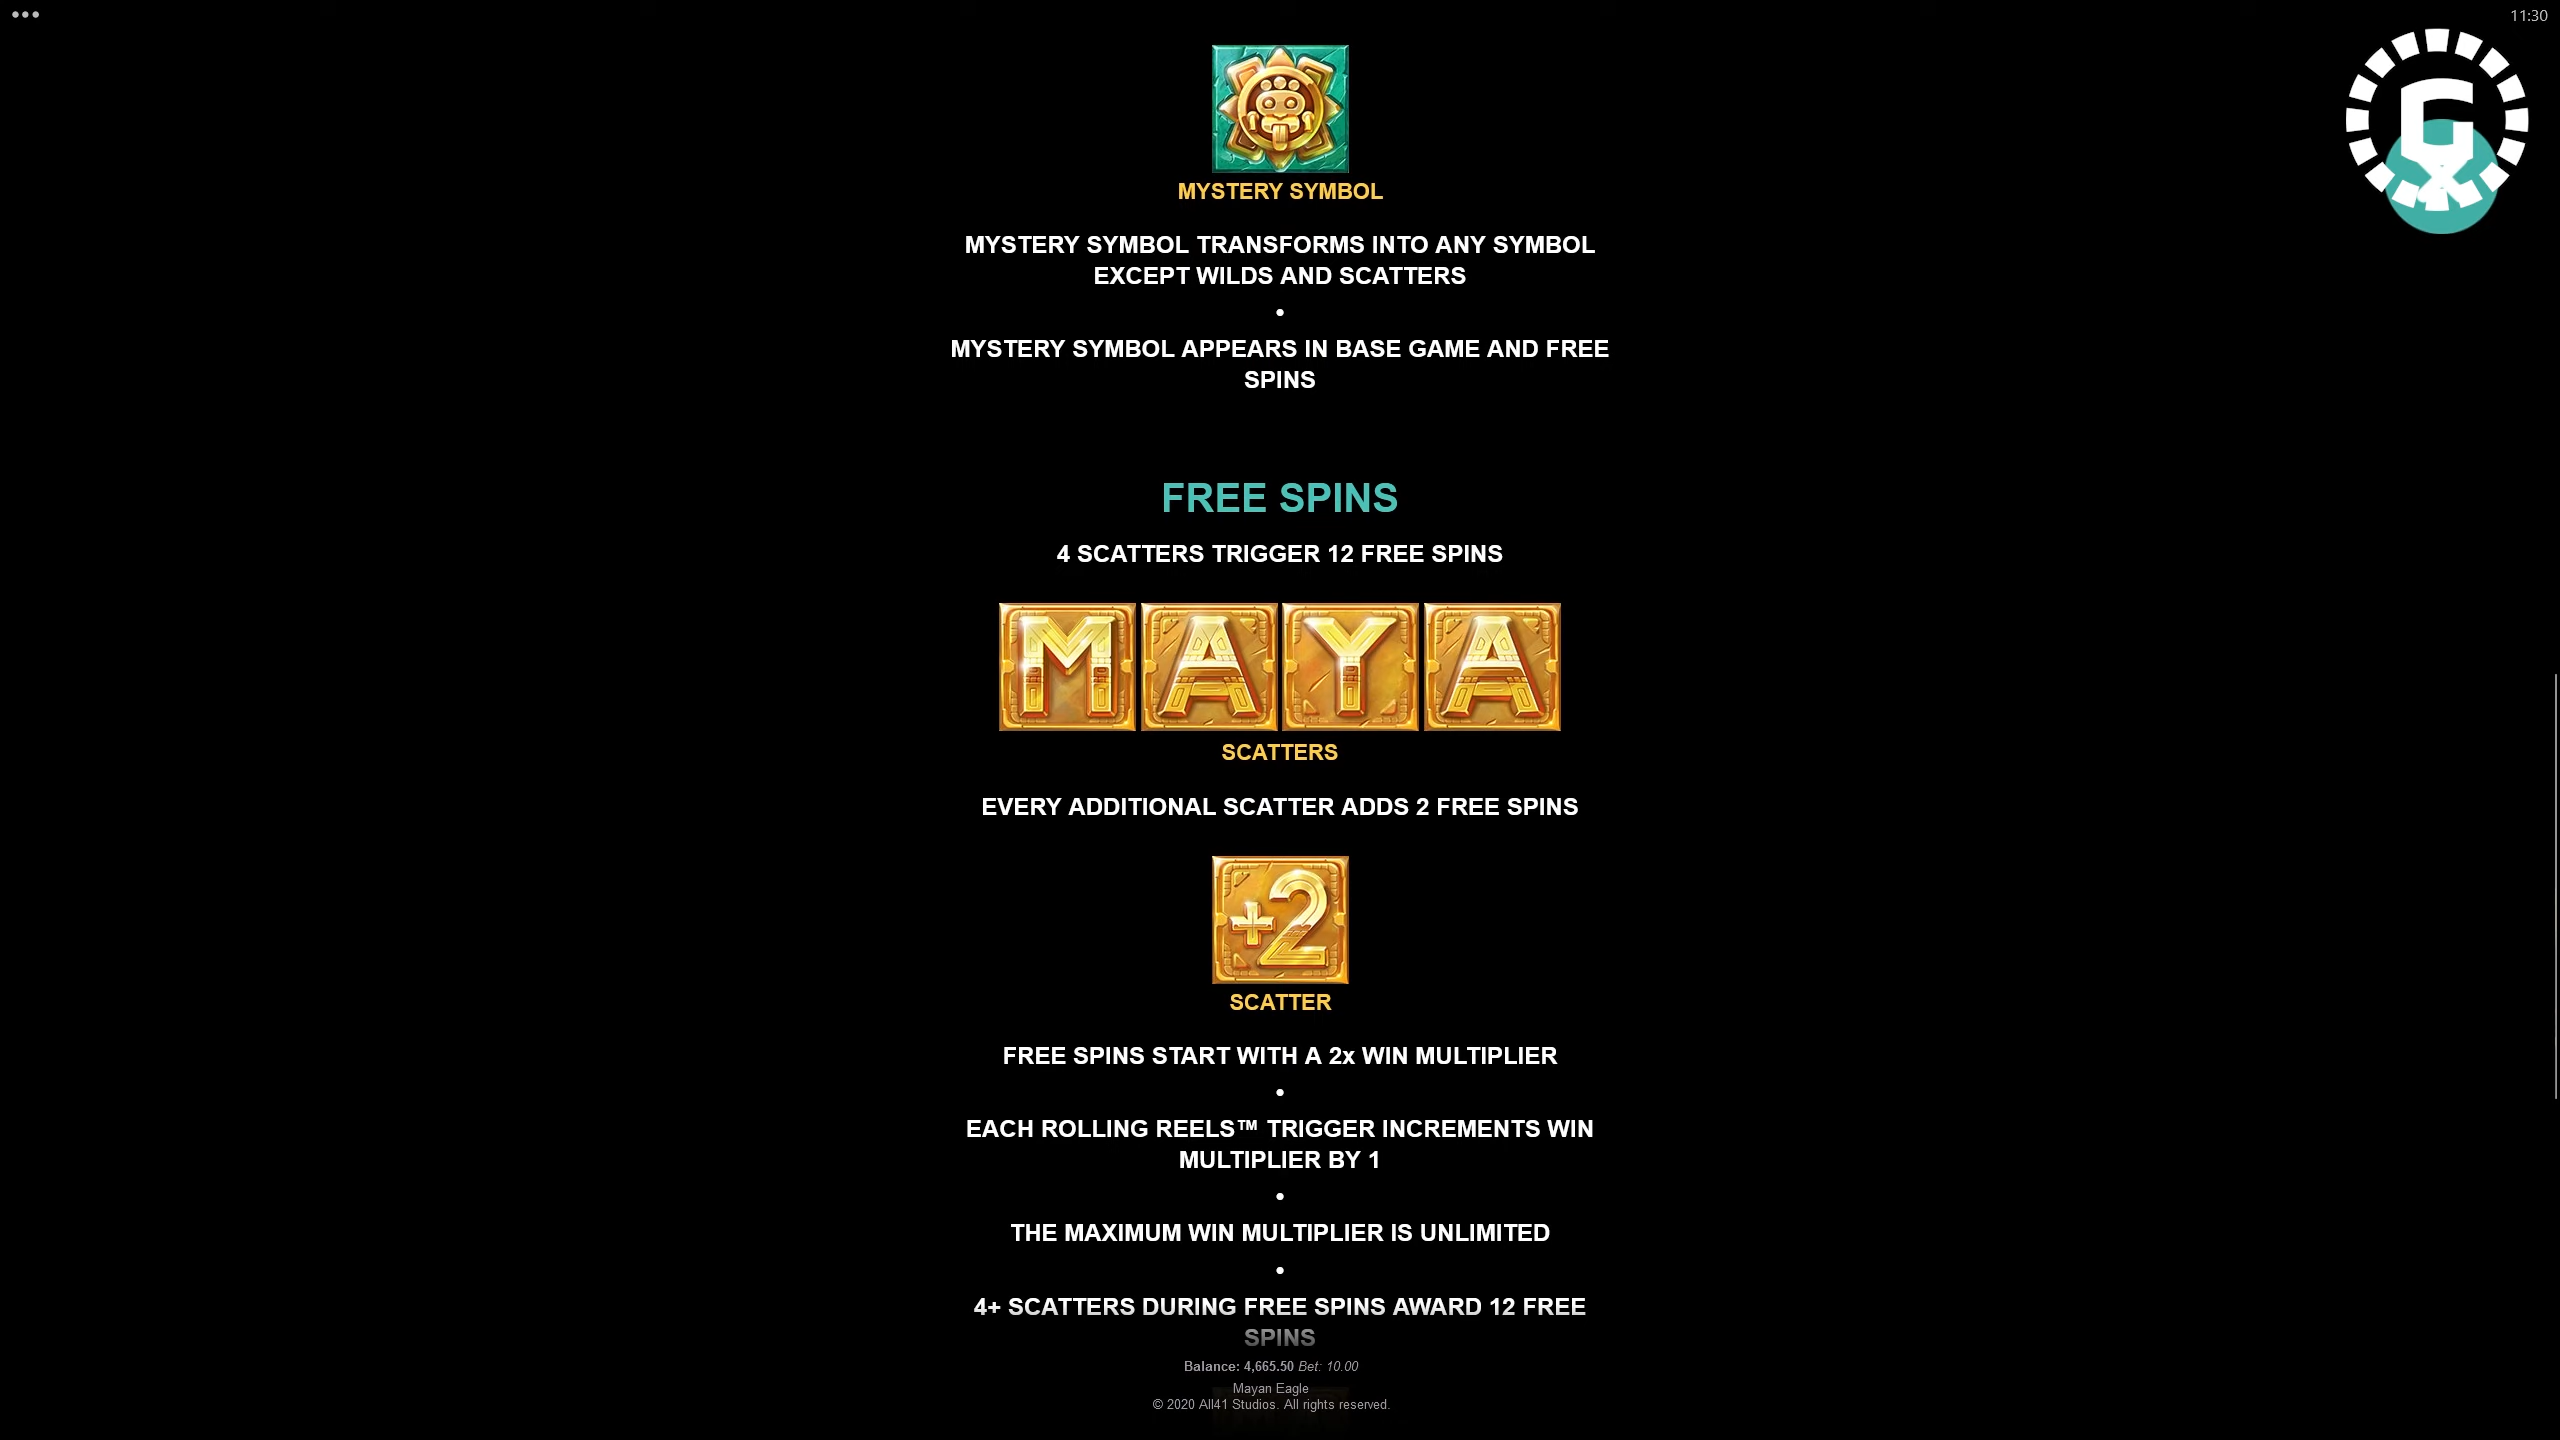 11:30
MYSTERY SYMBOL
MYSTERY SYMBOL TRANSFORMS INTO ANY SYMBOL
EXCEPT WILDS AND SCATTERS
•
MYSTERY SYMBOL APPEARS IN BASE GAME AND FREE
SPINS
FREE SPINS
4 SCATTERS TRIGGER 12 FREE SPINS
M A Y A
SCATTERS
EVERY ADDITIONAL SCATTER ADDS 2 FREE SPINS
+2
SCATTER
FREE SPINS START WITH A 2x WIN MULTIPLIER
•
EACH ROLLING REELS™ TRIGGER INCREMENTS WIN
MULTIPLIER BY 1
•
THE MAXIMUM WIN MULTIPLIER IS UNLIMITED
•
4+ SCATTERS DURING FREE SPINS AWARD 12 FREE
SPINS
Balance: 4,665.50 Bet: 10.00
Mayan Eagle
© 2020 All41 Studios. All rights reserved.